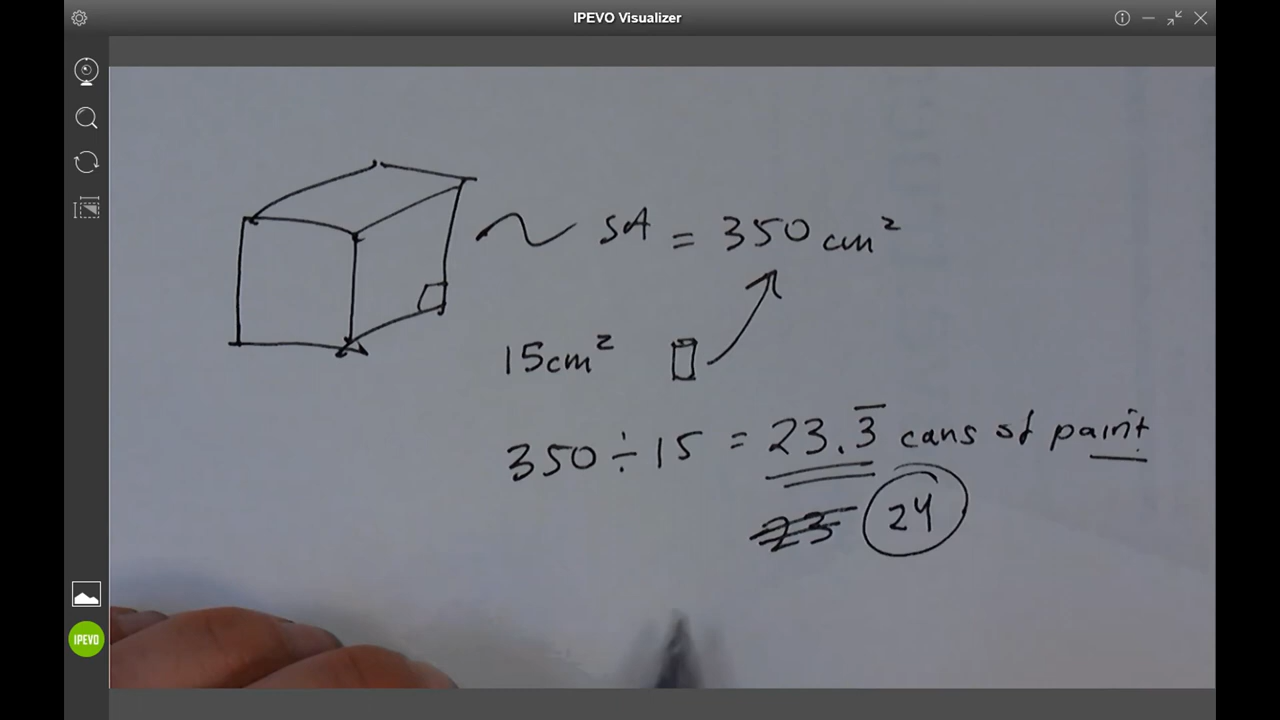 IPEVO Visualizer
SA = 350 cm²
15cm²
350 ÷ 15 = 23.3̅ cans of paint
23 24
IPEVO